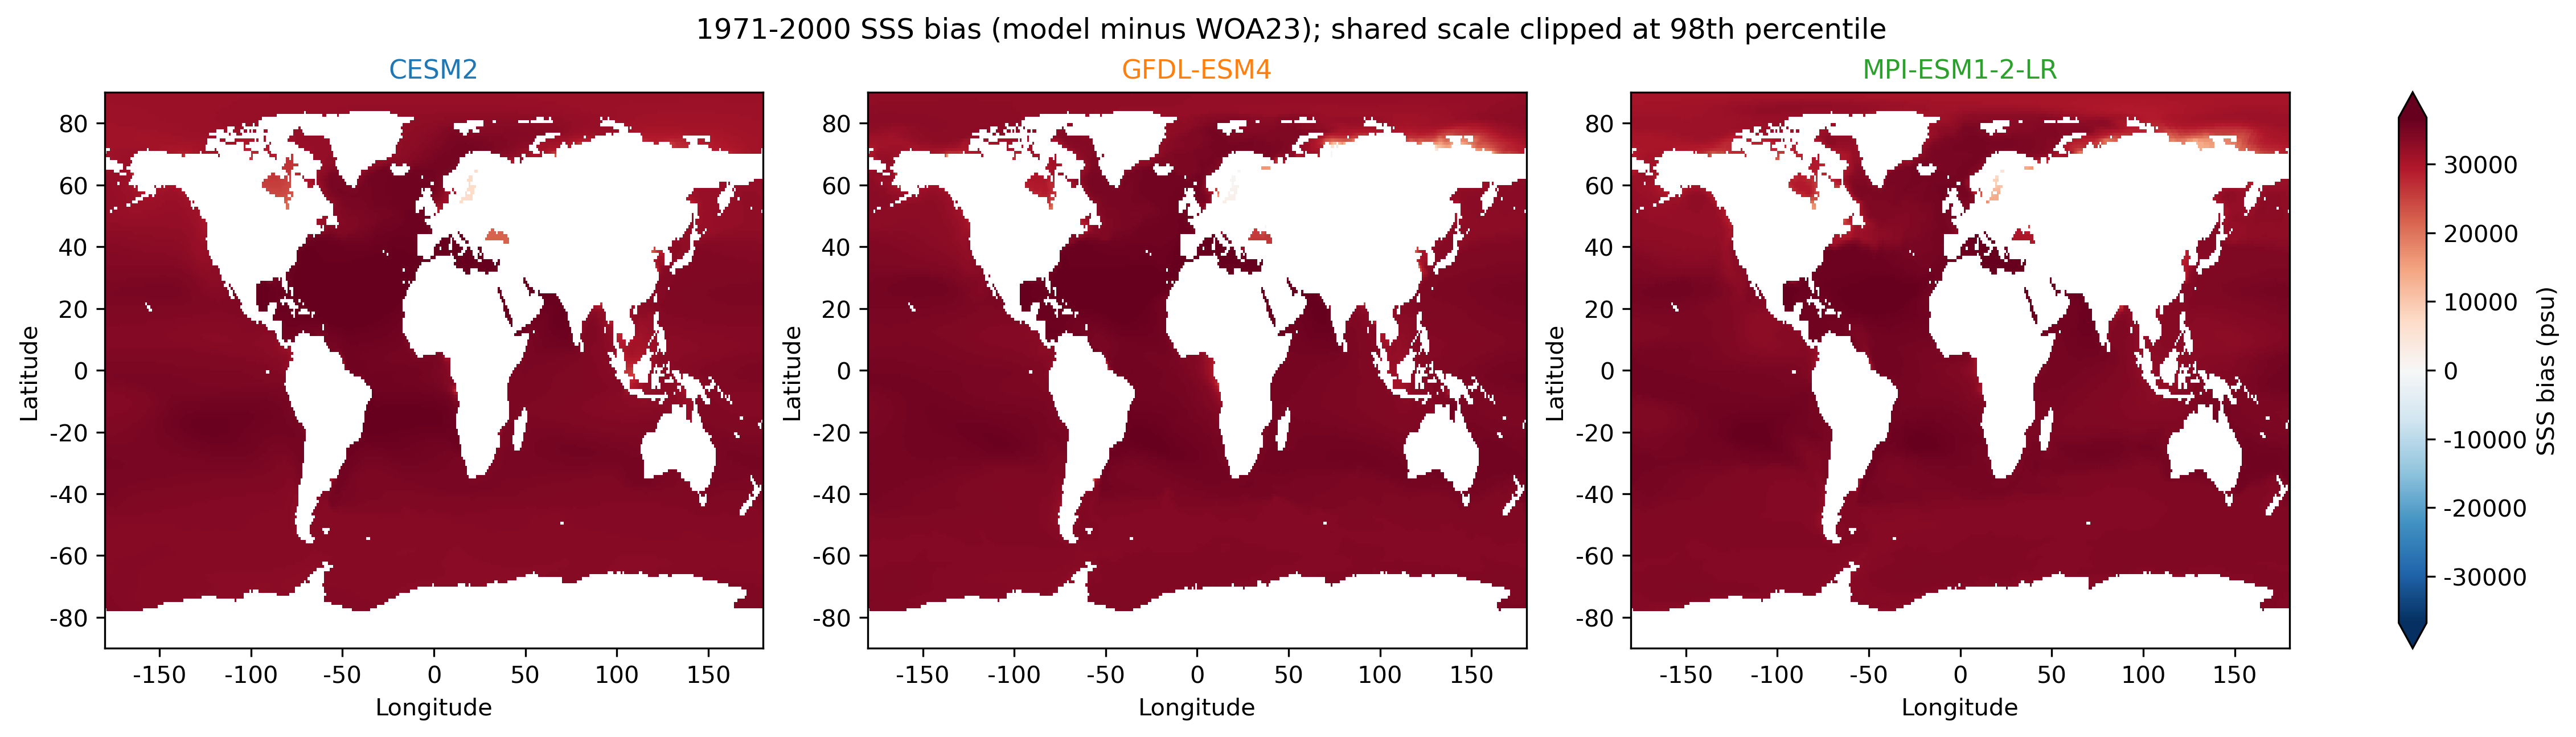 1971-2000 SSS bias (model minus WOA23); shared scale clipped at 98th percentile
CESM2
GFDL-ESM4
MPI-ESM1-2-LR
80
60
40
20
0
-20
-40
-60
-80
Latitude
-150 -100 -50 0 50 100 150
Longitude
80
60
40
20
0
-20
-40
-60
-80
Latitude
-150 -100 -50 0 50 100 150
Longitude
80
60
40
20
0
-20
-40
-60
-80
Latitude
-150 -100 -50 0 50 100 150
Longitude
30000
20000
10000
0
-10000
-20000
-30000
SSS bias (psu)